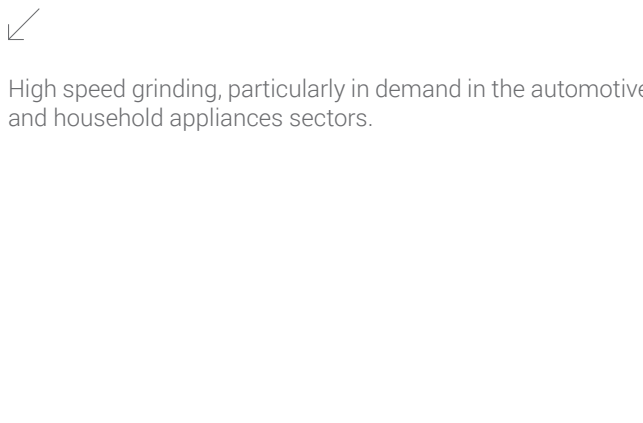 High speed grinding, particularly in demand in the automotive
and household appliances sectors.